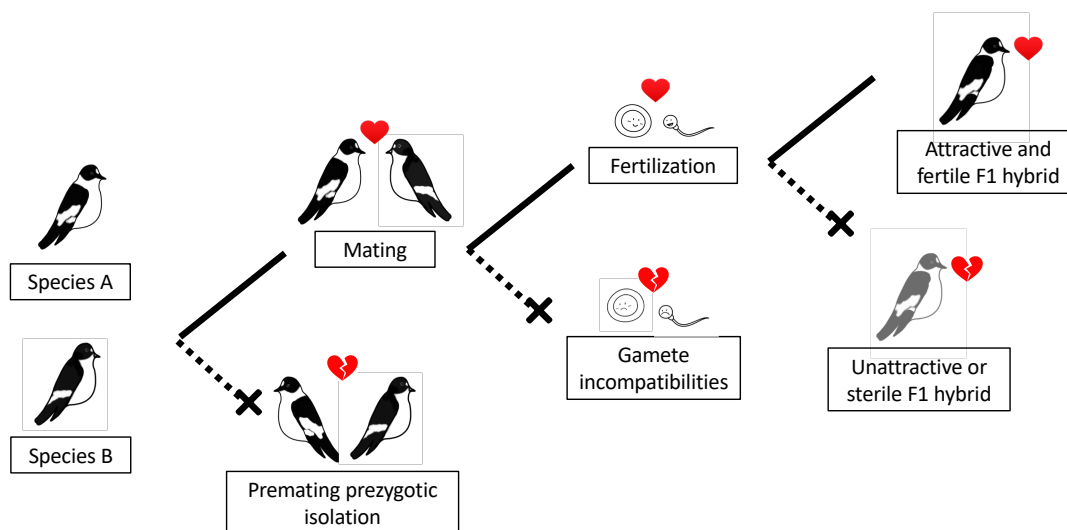 Species A
Species B
Mating
Premating prezygotic
isolation
Fertilization
Gamete
incompatibilities
Attractive and
fertile F1 hybrid
Unattractive or
sterile F1 hybrid